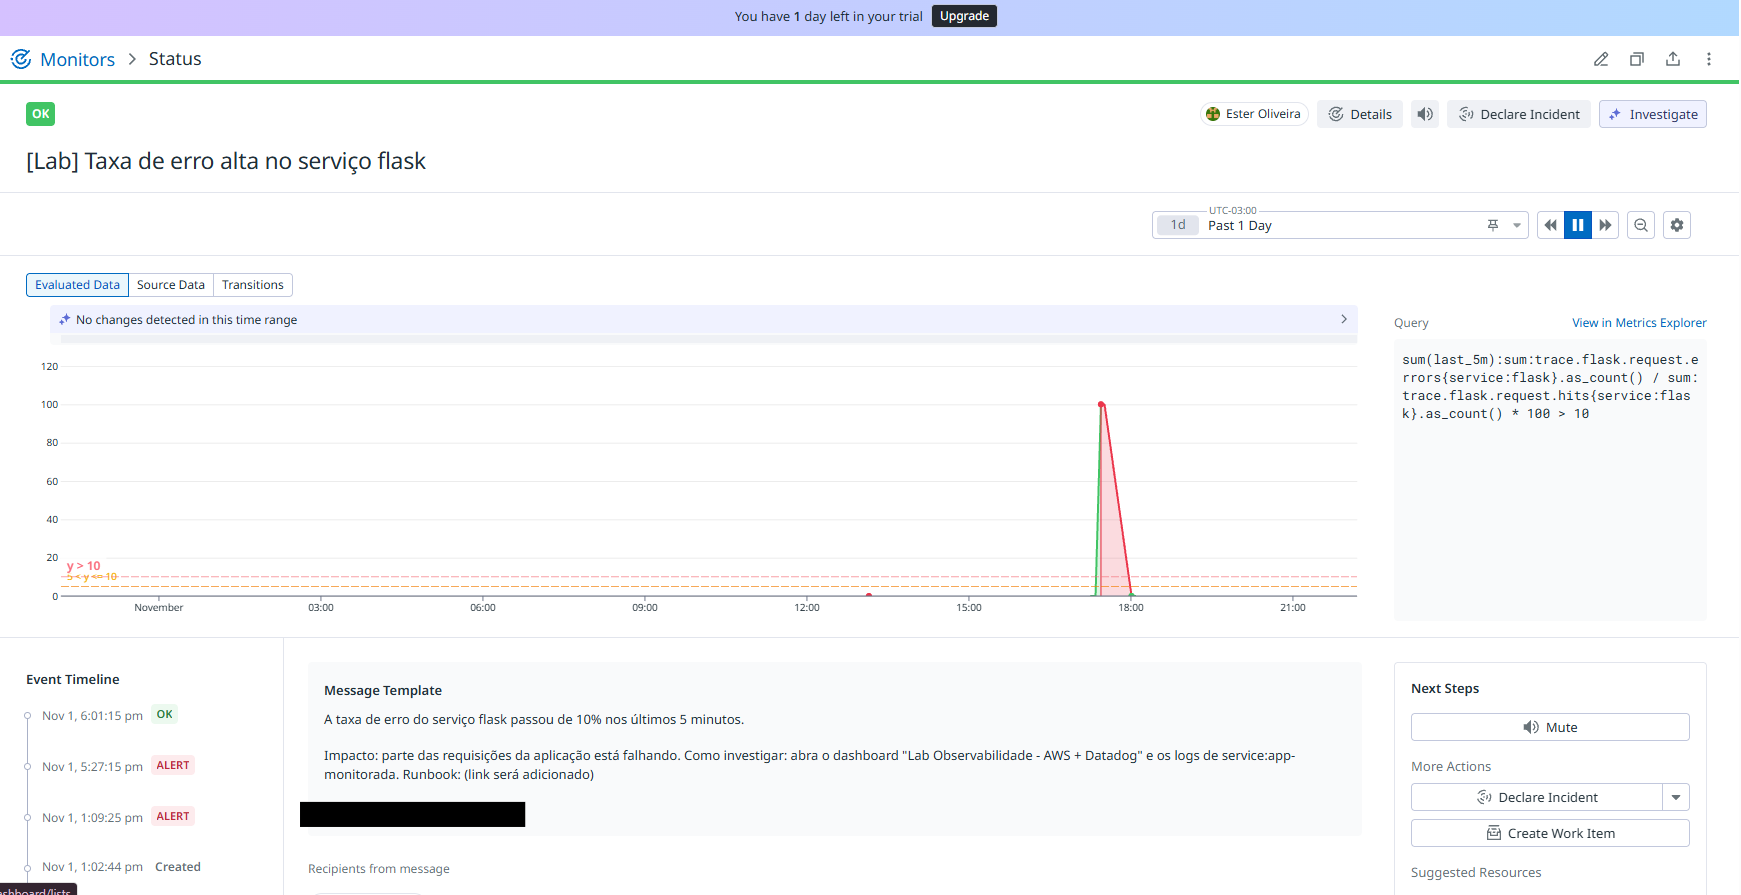 You have 1 day left in your trial Upgrade
Monitors > Status
OK
Ester Oliveira Details Declare Incident Investigate
[Lab] Taxa de erro alta no serviço flask
UTC-03:00
1d Past 1 Day
Evaluated Data Source Data Transitions
No changes detected in this time range
Query View in Metrics Explorer
sum(last_5m):sum:trace.flask.request.e
rrors{service:flask}.as_count() / sum:
trace.flask.request.hits{service:flas
k}.as_count() * 100 > 10
120
100
80
60
40
20
y > 10
5 < y <= 10
0
November 03:00 06:00 09:00 12:00 15:00 18:00 21:00
Event Timeline
Nov 1, 6:01:15 pm OK
Nov 1, 5:27:15 pm ALERT
Nov 1, 1:09:25 pm ALERT
Nov 1, 1:02:44 pm Created
ashboard/lists
Message Template
A taxa de erro do serviço flask passou de 10% nos últimos 5 minutos.
Impacto: parte das requisições da aplicação está falhando. Como investigar: abra o dashboard "Lab Observabilidade - AWS + Datadog" e os logs de service:app-
monitorada. Runbook: (link será adicionado)
Recipients from message
Next Steps
Mute
More Actions
Declare Incident
Create Work Item
Suggested Resources